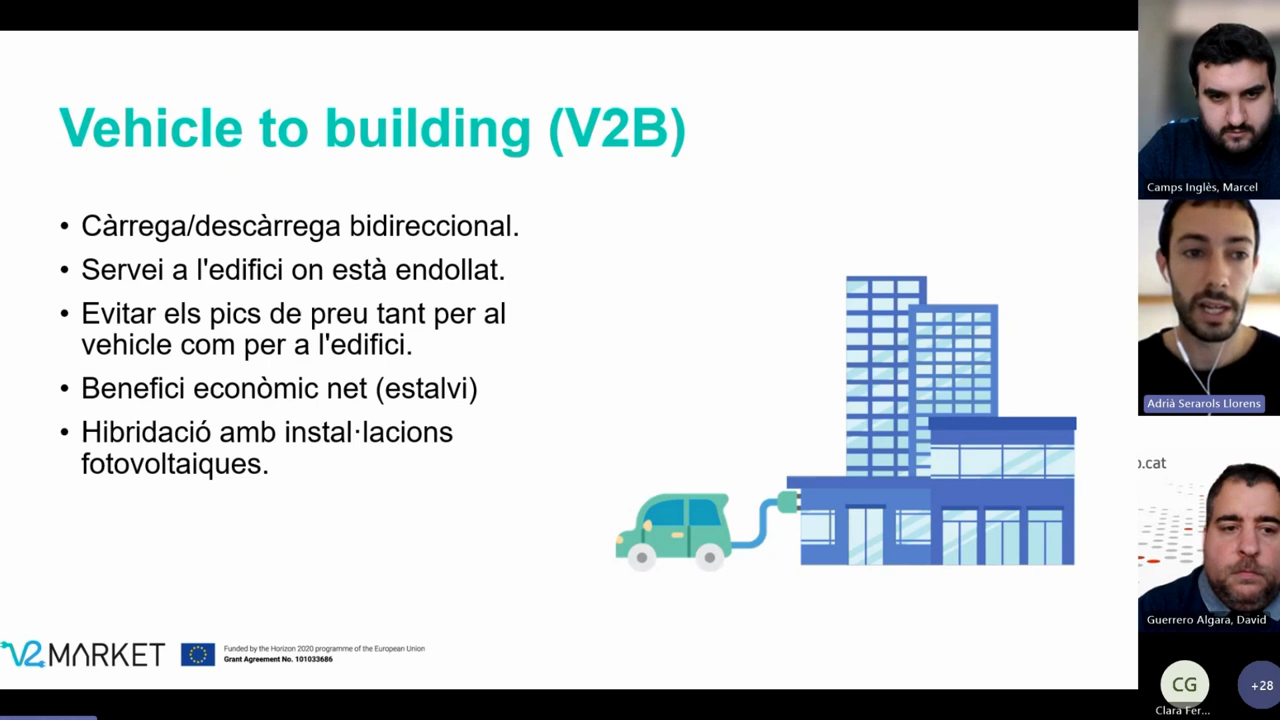 Vehicle to building (V2B)
• Càrrega/descàrrega bidireccional.
• Servei a l'edifici on està endollat.
• Evitar els pics de preu tant per al
vehicle com per a l'edifici.
• Benefici econòmic net (estalvi)
• Hibridació amb instal·lacions
fotovoltaiques.
V2MARKET
Funded by the Horizon 2020 programme of the European Union
Grant Agreement No. 101033686
Camps Inglès, Marcel
Adrià Serarols Llorens
o.cat
Guerrero Algara, David
CG
Clara Fer...
+28